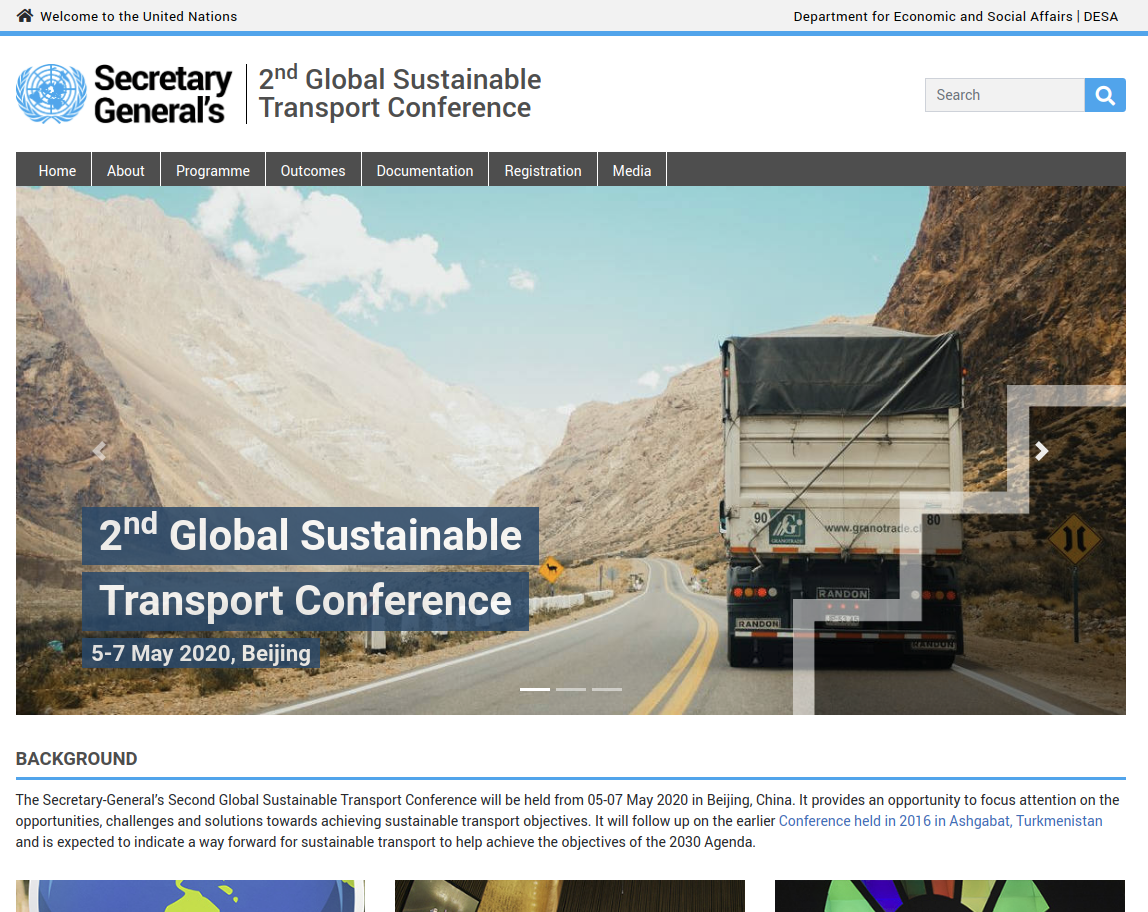 Welcome to the United Nations
Department for Economic and Social Affairs | DESA
Secretary
General's
2nd Global Sustainable
Transport Conference
Search
Home
About
Programme
Outcomes
Documentation
Registration
Media
90
GRANOTRADE
www.granotrade.cl
80
RANDON
RANDON
RANDON
2nd Global Sustainable
Transport Conference
5-7 May 2020, Beijing
BACKGROUND
The Secretary-General's Second Global Sustainable Transport Conference will be held from 05-07 May 2020 in Beijing, China. It provides an opportunity to focus attention on the
opportunities, challenges and solutions towards achieving sustainable transport objectives. It will follow up on the earlier Conference held in 2016 in Ashgabat, Turkmenistan
and is expected to indicate a way forward for sustainable transport to help achieve the objectives of the 2030 Agenda.